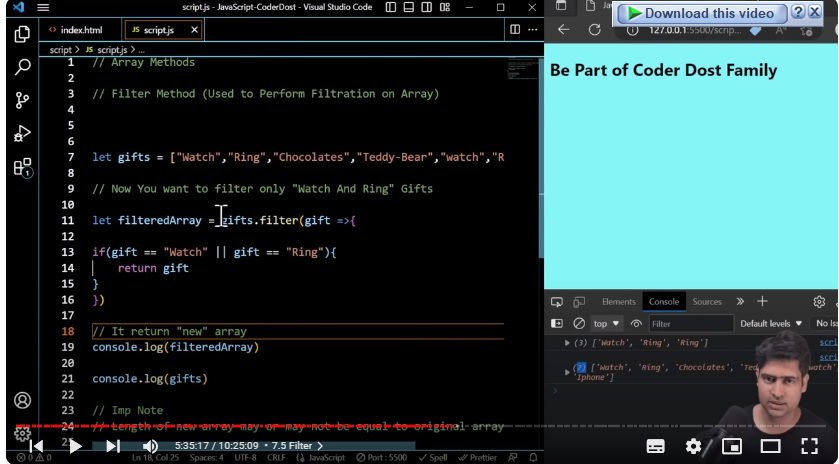 script.js - JavaScript-CoderDost - Visual Studio Code
Download this video
index.html
script.js
127.0.0.1:5500/scrip...
script > script.js > ...
1 // Array Methods
2
3 // Filter Method (Used to Perform Filtration on Array)
4
5
6
7 let gifts = ["Watch","Ring","Chocolates","Teddy-Bear","watch","R
8
9 // Now You want to filter only "Watch And Ring" Gifts
10
11 let filteredArray = gifts.filter(gift =>{
12
13 if(gift == "Watch" || gift == "Ring"){
14 return gift
15 }
16 })
17
18 // It return "new" array
19 console.log(filteredArray)
20
21 console.log(gifts)
22
23 // Imp Note
24 // Length of new array may or may not be equal to original array
25
Ln 18, Col 25 Spaces: 4 UTF-8 CRLF JavaScript Port : 5500 Spell Prettier
Be Part of Coder Dost Family
Elements Console Sources
top Filter Default levels No Iss
(3) ['Watch', 'Ring', 'Ring'] scri
scri
(7) ['Watch', 'Ring', 'Chocolates', 'Te watch',
'Iphone']
5:35:17 / 10:25:09 • 7.5 Filter >